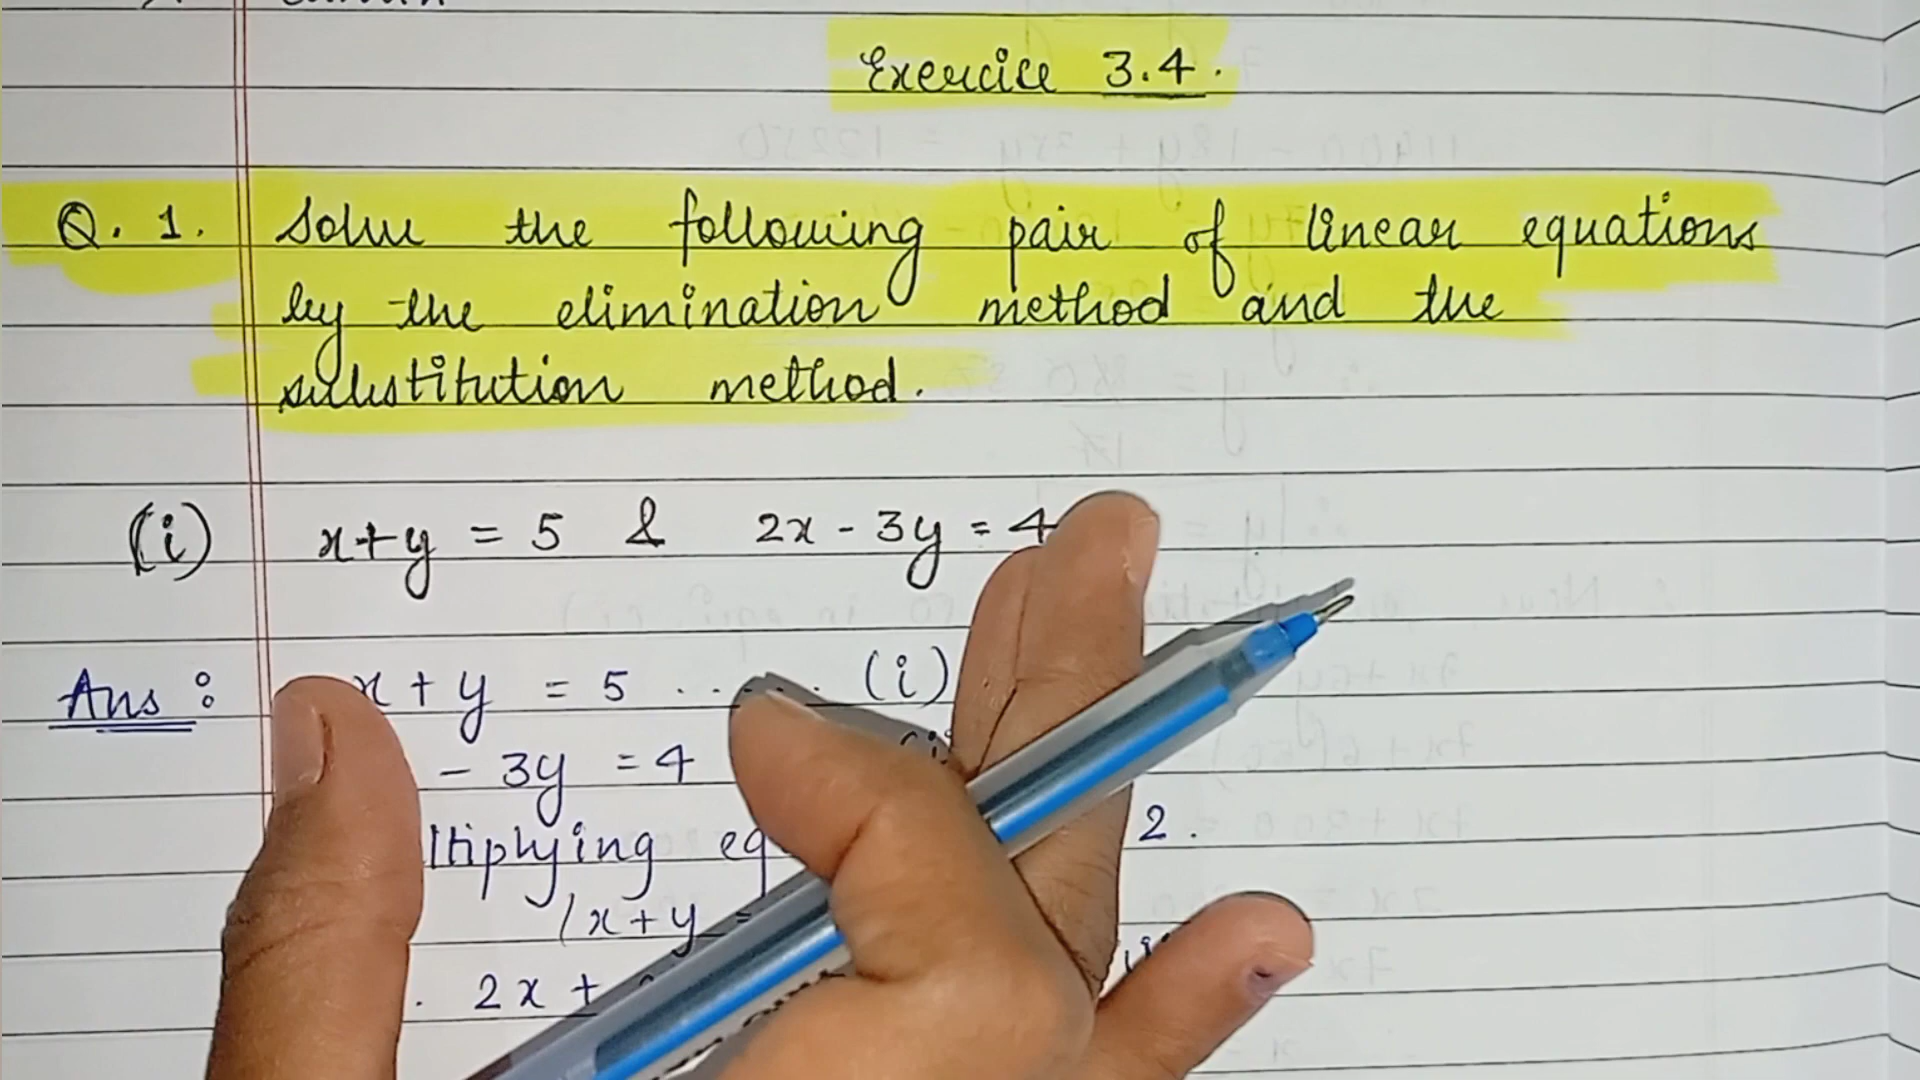 Exercise 3.4.
Q. 1. Solve the following pair of linear equations
by the elimination method and the
substitution method.
(i) x+y = 5 & 2x - 3y = 4
Ans : x + y = 5 ...... (i)
- 3y = 4
ltiplying eq 2.
(x + y =
. 2x +